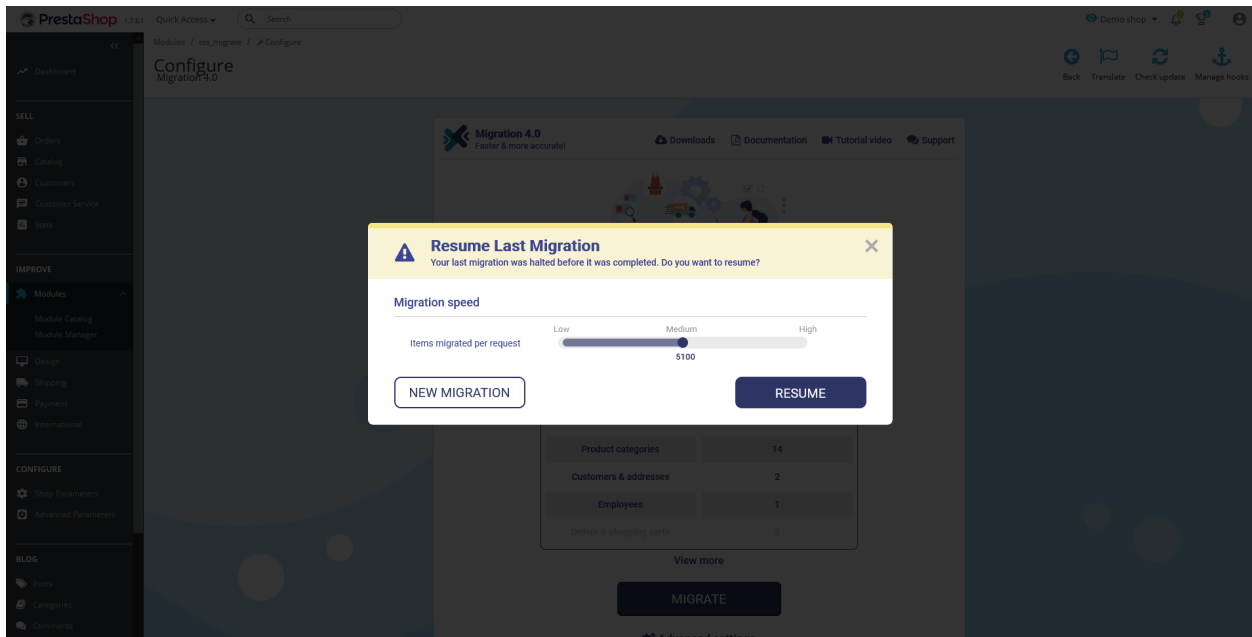 PrestaShop 1.7.5.1 Quick Access Search Demo shop
Modules / ets_migrate / Configure
Configure
Migration 4.0
Back Translate Check update Manage hooks
Dashboard
SELL
Orders
Catalog
Customers
Customer Service
Stats
IMPROVE
Modules
Module Catalog
Module Manager
Design
Shipping
Payment
International
CONFIGURE
Shop Parameters
Advanced Parameters
BLOG
Posts
Categories
Comments
Migration 4.0
Faster & more accurate!
Downloads Documentation Tutorial video Support
Resume Last Migration
Your last migration was halted before it was completed. Do you want to resume?
Migration speed
Low Medium High
Items migrated per request
5100
NEW MIGRATION RESUME
Product categories 14
Customers & addresses 2
Employees 1
Orders & shopping carts
View more
MIGRATE
Advanced settings